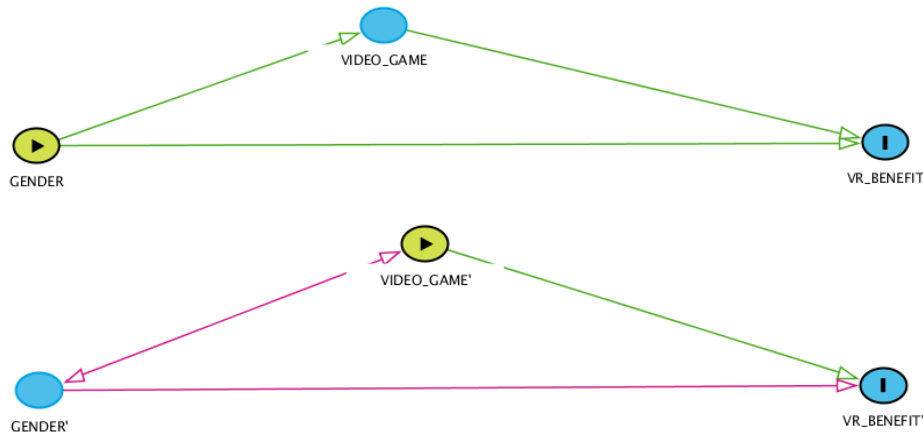 VIDEO_GAME
GENDER
VR_BENEFIT
VIDEO_GAME'
GENDER'
VR_BENEFIT'